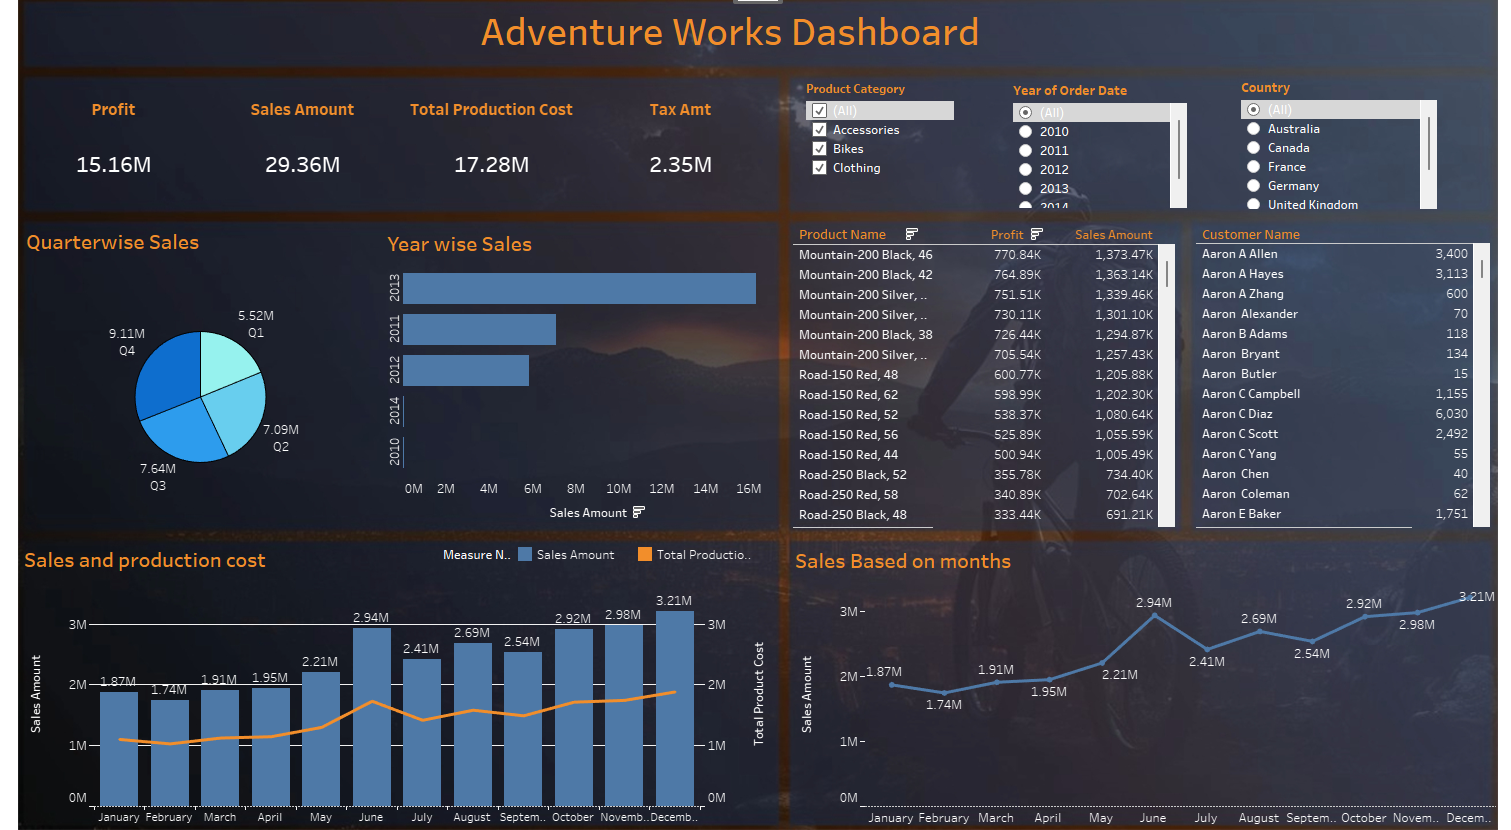 Adventure Works Dashboard
Profit
Sales Amount
Total Production Cost
Tax Amt
15.16M
29.36M
17.28M
2.35M
Product Category
(All)
Accessories
Bikes
Clothing
Year of Order Date
(All)
2010
2011
2012
2013
2014
Country
(All)
Australia
Canada
France
Germany
United Kingdom
Quarterwise Sales
5.52M
Q1
9.11M
Q4
7.09M
Q2
7.64M
Q3
Year wise Sales
2013
2011
2012
2014
2010
0M 2M 4M 6M 8M 10M 12M 14M 16M
Sales Amount
Product Name Profit Sales Amount
Mountain-200 Black, 46 770.84K 1,373.47K
Mountain-200 Black, 42 764.89K 1,363.14K
Mountain-200 Silver, .. 751.51K 1,339.46K
Mountain-200 Silver, .. 730.11K 1,301.10K
Mountain-200 Black, 38 726.44K 1,294.87K
Mountain-200 Silver, .. 705.54K 1,257.43K
Road-150 Red, 48 600.77K 1,205.88K
Road-150 Red, 62 598.99K 1,202.30K
Road-150 Red, 52 538.37K 1,080.64K
Road-150 Red, 56 525.89K 1,055.59K
Road-150 Red, 44 500.94K 1,005.49K
Road-250 Black, 52 355.78K 734.40K
Road-250 Red, 58 340.89K 702.64K
Road-250 Black, 48 333.44K 691.21K
Customer Name
Aaron A Allen 3,400
Aaron A Hayes 3,113
Aaron A Zhang 600
Aaron Alexander 70
Aaron B Adams 118
Aaron Bryant 134
Aaron Butler 15
Aaron C Campbell 1,155
Aaron C Diaz 6,030
Aaron C Scott 2,492
Aaron C Yang 55
Aaron Chen 40
Aaron Coleman 62
Aaron E Baker 1,751
Sales and production cost
Measure N.. Sales Amount Total Productio..
Sales Amount
3M
2M
1M
0M
1.87M
1.74M
1.91M
1.95M
2.21M
2.94M
2.41M
2.69M
2.54M
2.92M
2.98M
3.21M
3M
2M
1M
0M
Total Product Cost
January February March April May June July August Septem.. October Novemb.. Decemb..
Sales Based on months
Sales Amount
3M
2M
1M
0M
1.87M
1.74M
1.91M
1.95M
2.21M
2.94M
2.41M
2.69M
2.54M
2.92M
2.98M
3.21M
January February March April May June July August Septem.. October Novem.. Decem..